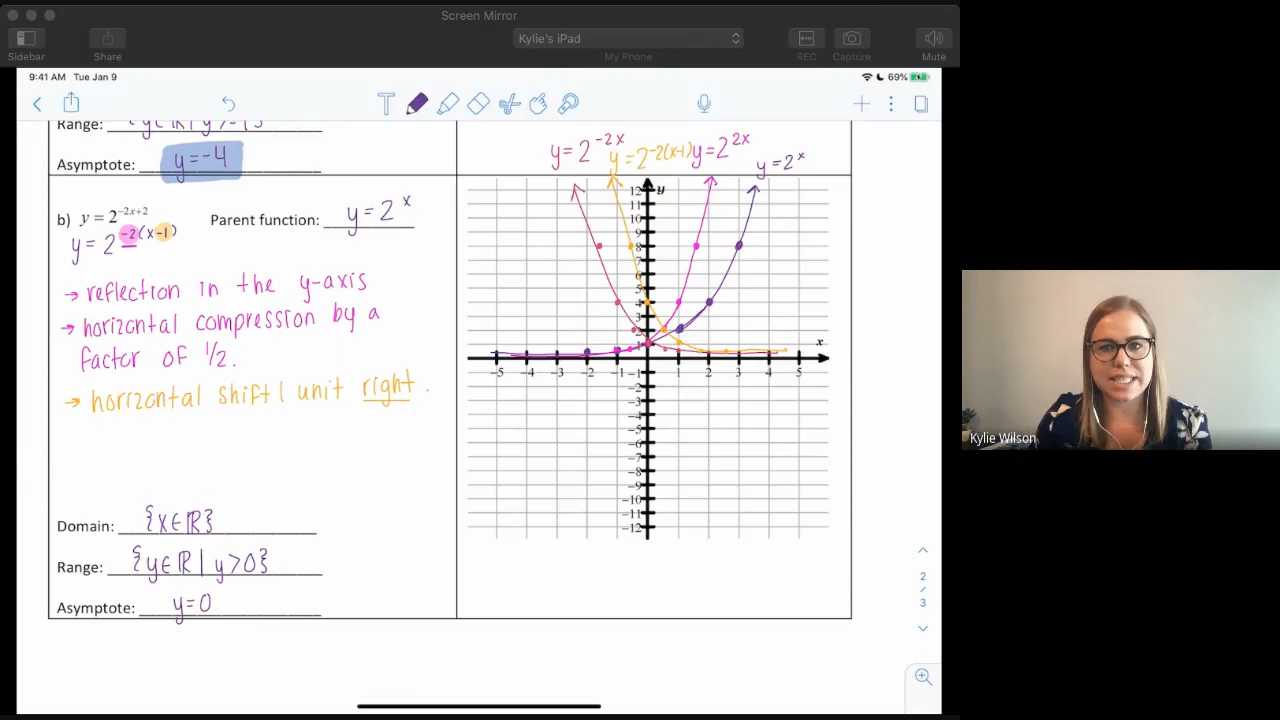 Screen Mirror
Sidebar
Share
Kylie's iPad
My Phone
REC
Capture
Mute
9:41 AM Tue Jan 9
69%
Range:
Asymptote: y=-4
b) y = 2^{-2x+2}
Parent function: y = 2^x
y = 2^{-2(x-1)}
→ reflection in the y-axis
→ horizontal compression by a
factor of 1/2.
→ horizontal shift 1 unit right.
Domain: {x∈ℝ}
Range: {y∈ℝ | y>0}
Asymptote: y=0
y=2^{-2x}
y=2^{-2(x-1)}
y=2^{2x}
y=2^x
y
12
11
10
9
8
7
6
5
4
3
2
1
x
-5 -4 -3 -2 -1 1 2 3 4 5
-1
-2
-3
-4
-5
-6
-7
-8
-9
-10
-11
-12
2
/
3
Kylie Wilson